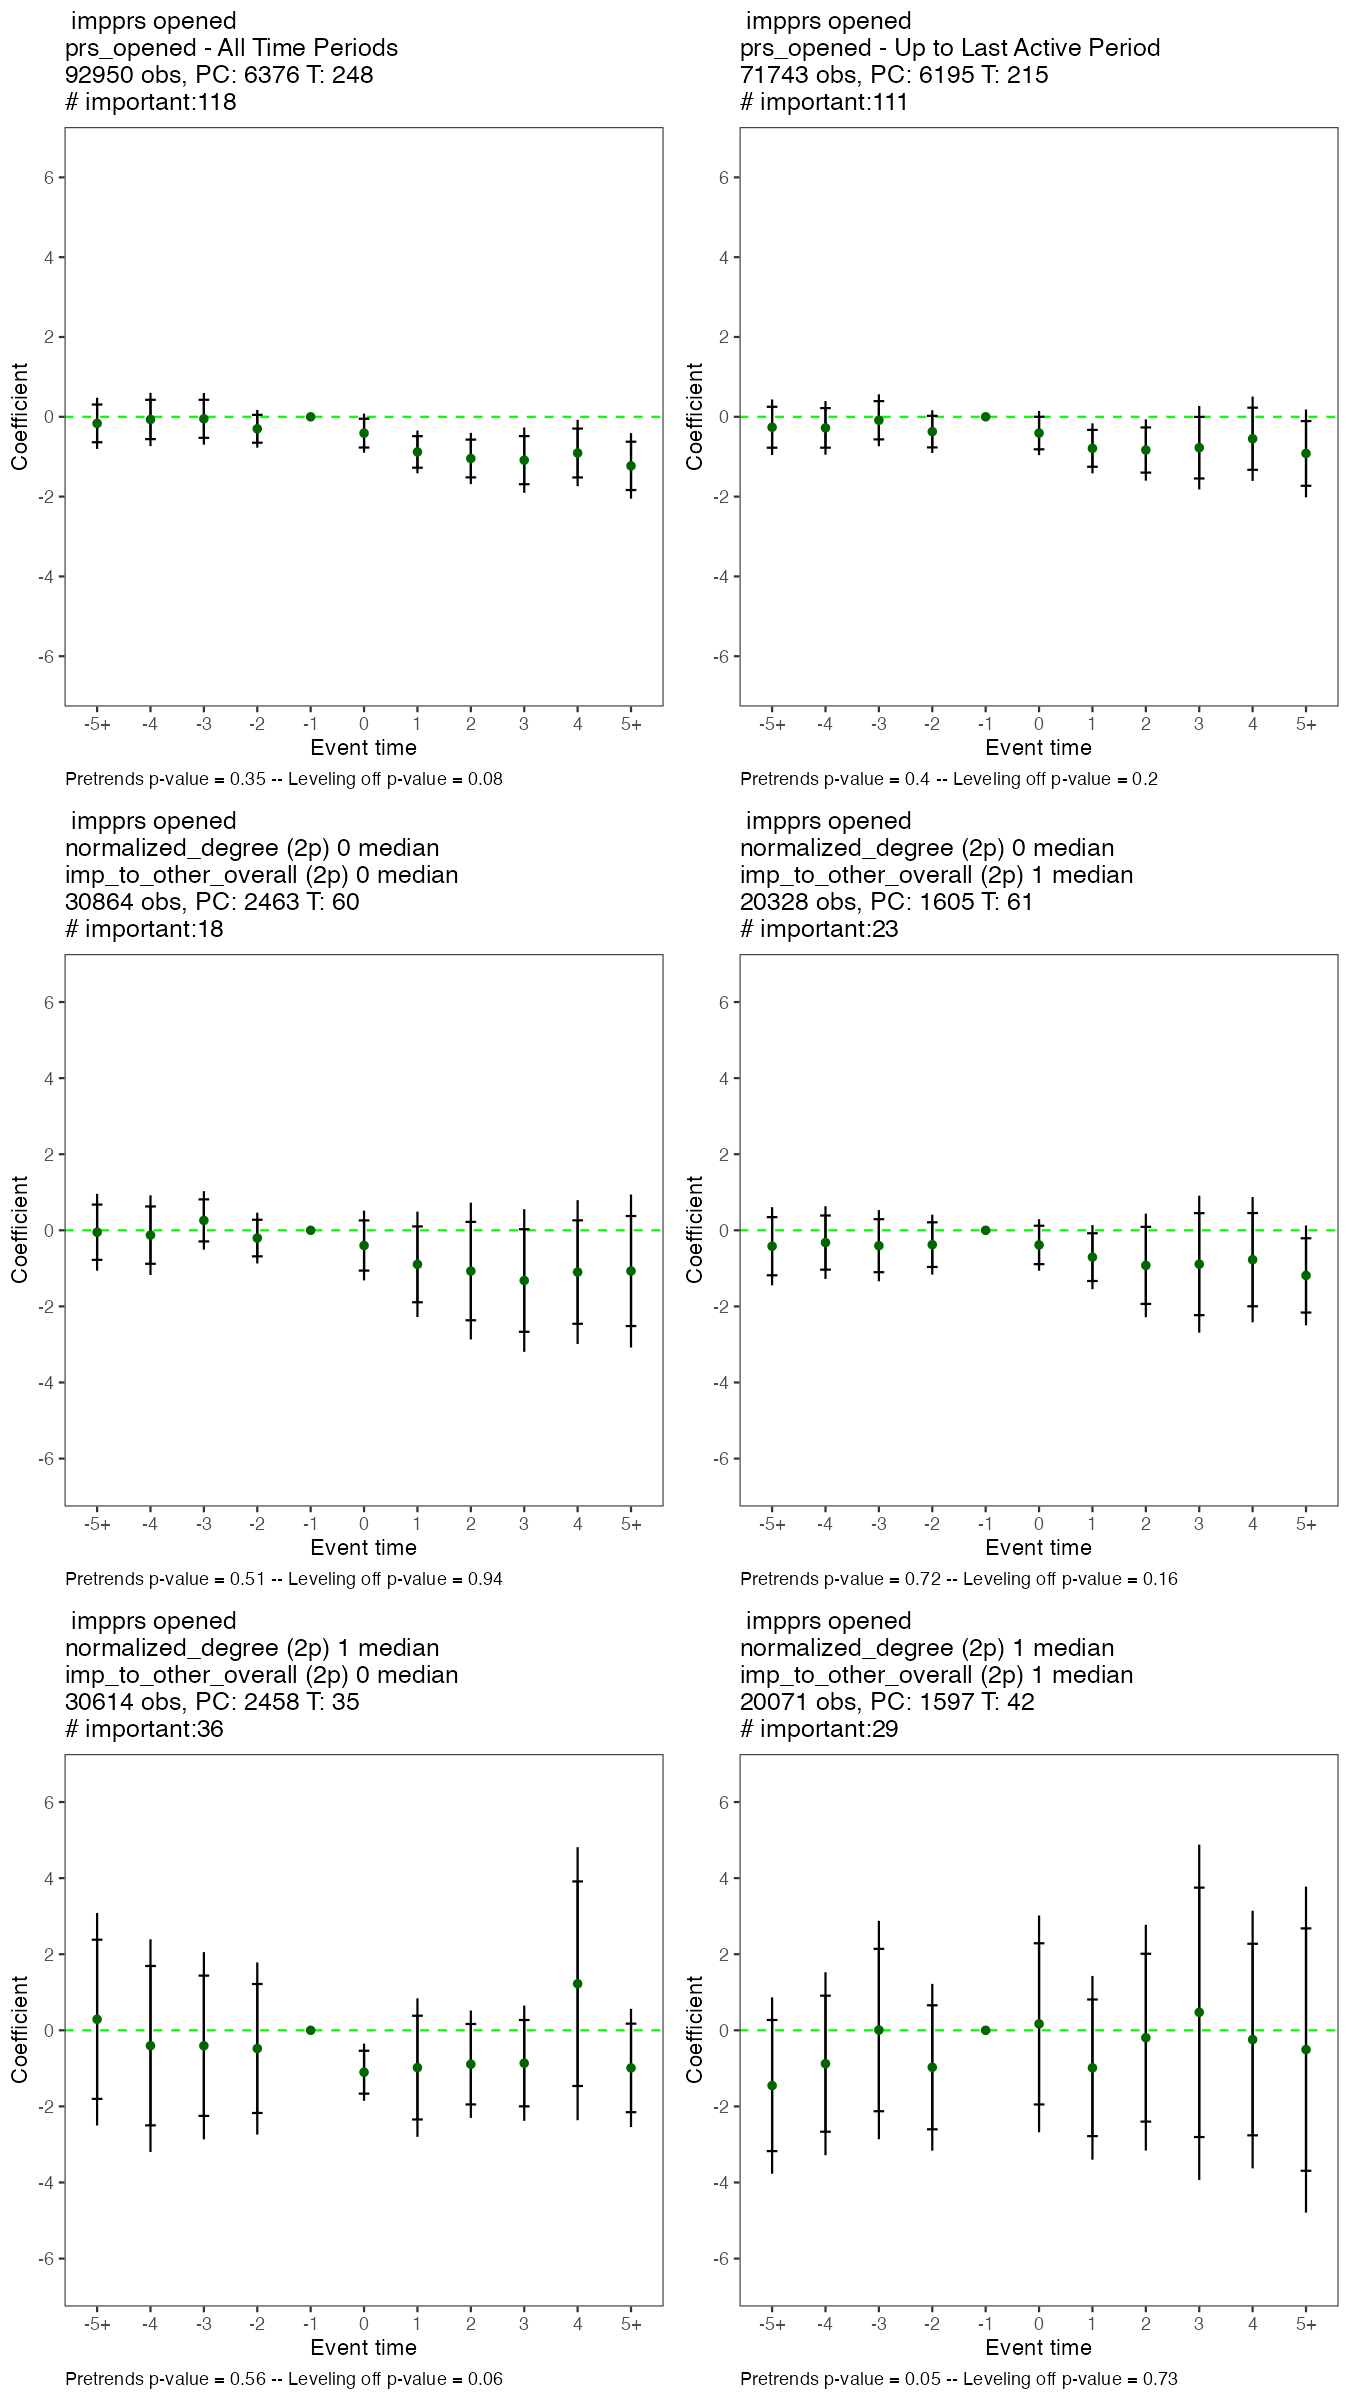 impprs opened
prs_opened - All Time Periods
92950 obs, PC: 6376 T: 248
# important:118
6
4
2
0
-2
-4
-6
Coefficient
-5+ -4 -3 -2 -1 0 1 2 3 4 5+
Event time
Pretrends p-value = 0.35 -- Leveling off p-value = 0.08
impprs opened
prs_opened - Up to Last Active Period
71743 obs, PC: 6195 T: 215
# important:111
6
4
2
0
-2
-4
-6
Coefficient
-5+ -4 -3 -2 -1 0 1 2 3 4 5+
Event time
Pretrends p-value = 0.4 -- Leveling off p-value = 0.2
impprs opened
normalized_degree (2p) 0 median
imp_to_other_overall (2p) 0 median
30864 obs, PC: 2463 T: 60
# important:18
6
4
2
0
-2
-4
-6
Coefficient
-5+ -4 -3 -2 -1 0 1 2 3 4 5+
Event time
Pretrends p-value = 0.51 -- Leveling off p-value = 0.94
impprs opened
normalized_degree (2p) 0 median
imp_to_other_overall (2p) 1 median
20328 obs, PC: 1605 T: 61
# important:23
6
4
2
0
-2
-4
-6
Coefficient
-5+ -4 -3 -2 -1 0 1 2 3 4 5+
Event time
Pretrends p-value = 0.72 -- Leveling off p-value = 0.16
impprs opened
normalized_degree (2p) 1 median
imp_to_other_overall (2p) 0 median
30614 obs, PC: 2458 T: 35
# important:36
6
4
2
0
-2
-4
-6
Coefficient
-5+ -4 -3 -2 -1 0 1 2 3 4 5+
Event time
Pretrends p-value = 0.56 -- Leveling off p-value = 0.06
impprs opened
normalized_degree (2p) 1 median
imp_to_other_overall (2p) 1 median
20071 obs, PC: 1597 T: 42
# important:29
6
4
2
0
-2
-4
-6
Coefficient
-5+ -4 -3 -2 -1 0 1 2 3 4 5+
Event time
Pretrends p-value = 0.05 -- Leveling off p-value = 0.73